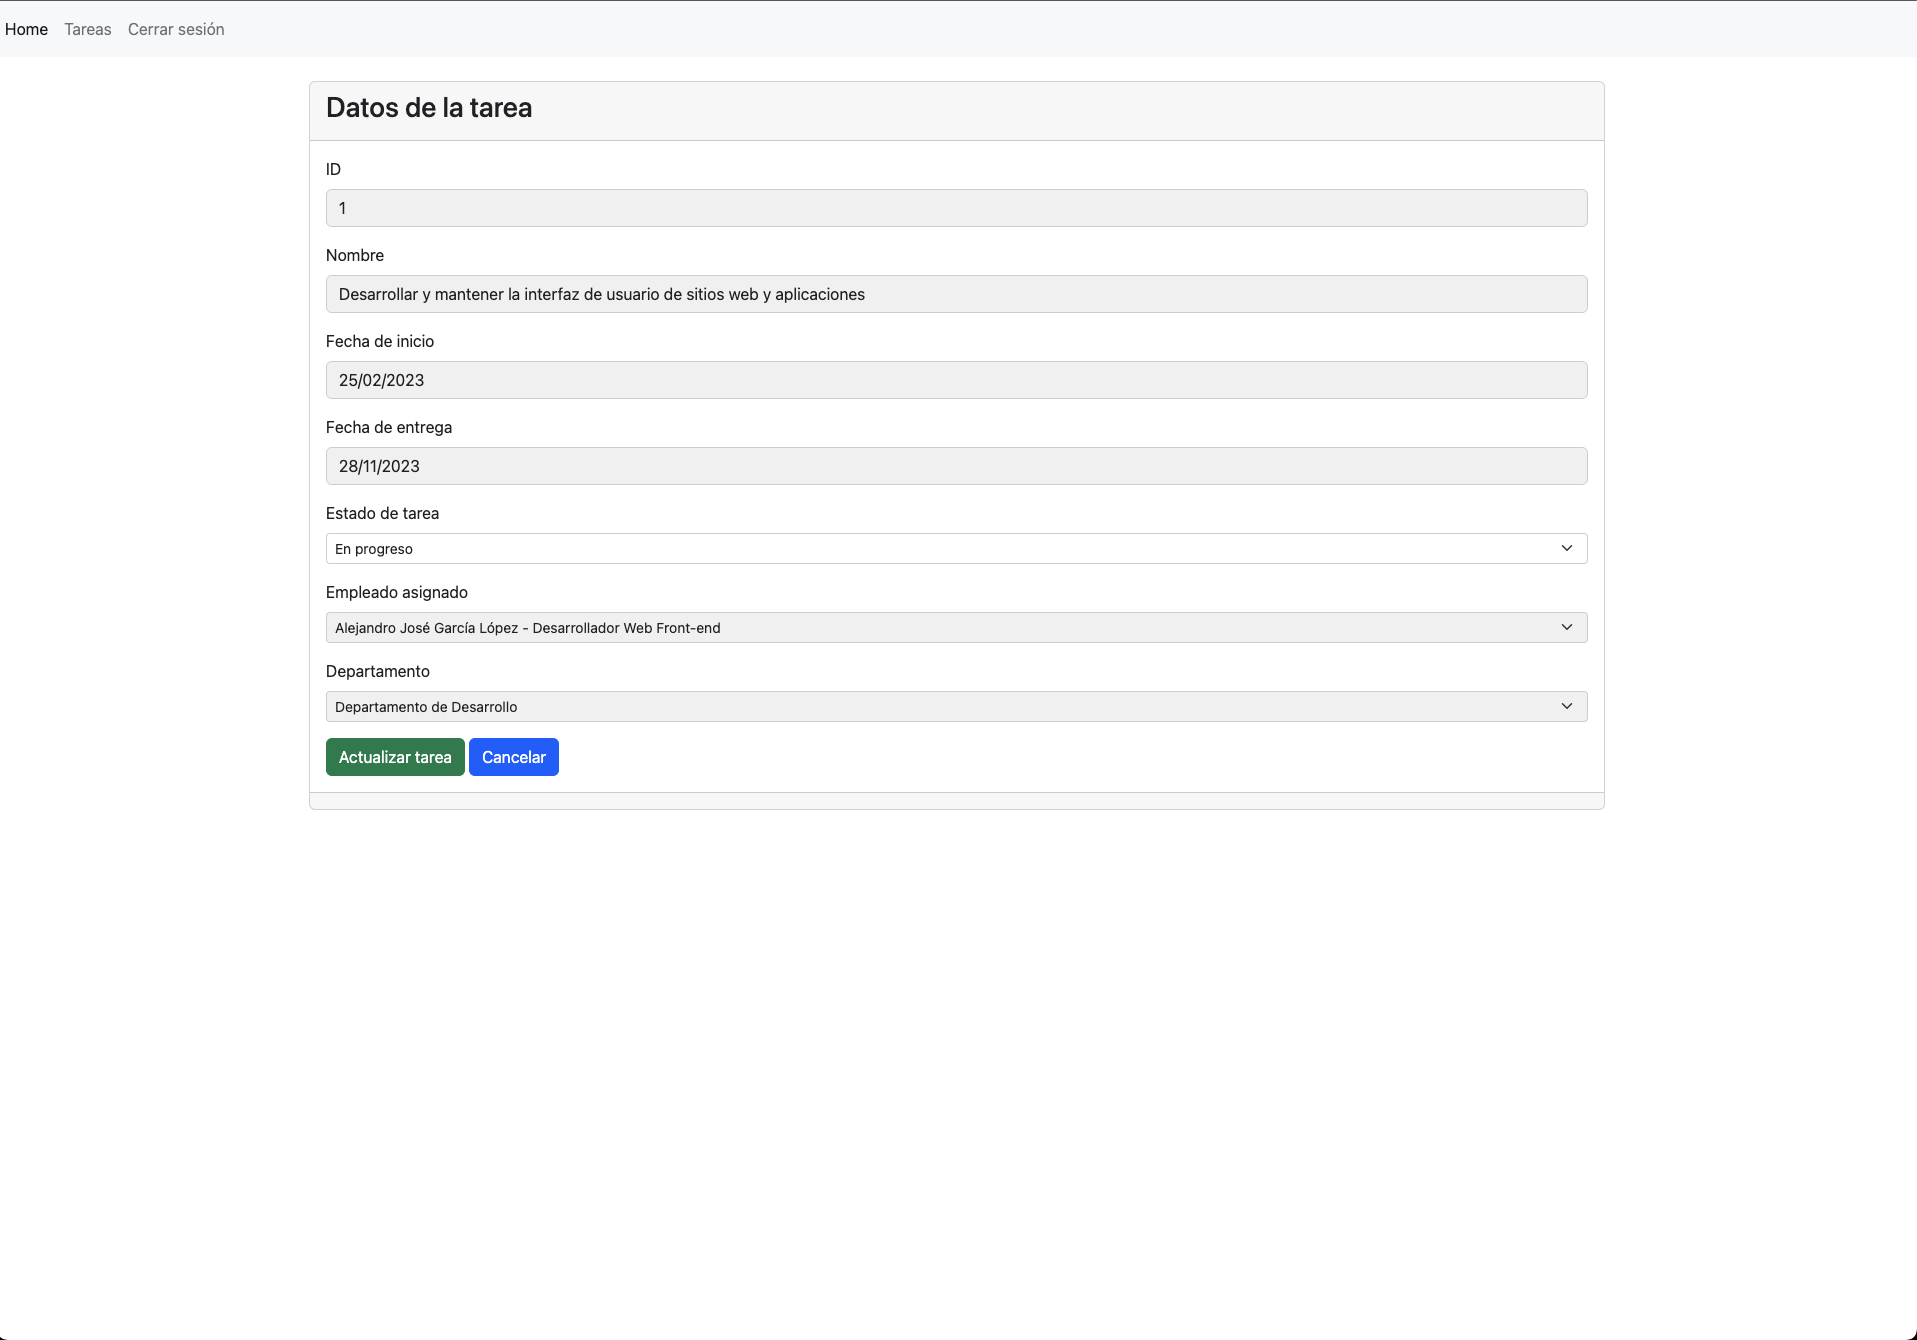 Home Tareas Cerrar sesión
Datos de la tarea
ID
1
Nombre
Desarrollar y mantener la interfaz de usuario de sitios web y aplicaciones
Fecha de inicio
25/02/2023
Fecha de entrega
28/11/2023
Estado de tarea
En progreso
Empleado asignado
Alejandro José García López - Desarrollador Web Front-end
Departamento
Departamento de Desarrollo
Actualizar tarea Cancelar